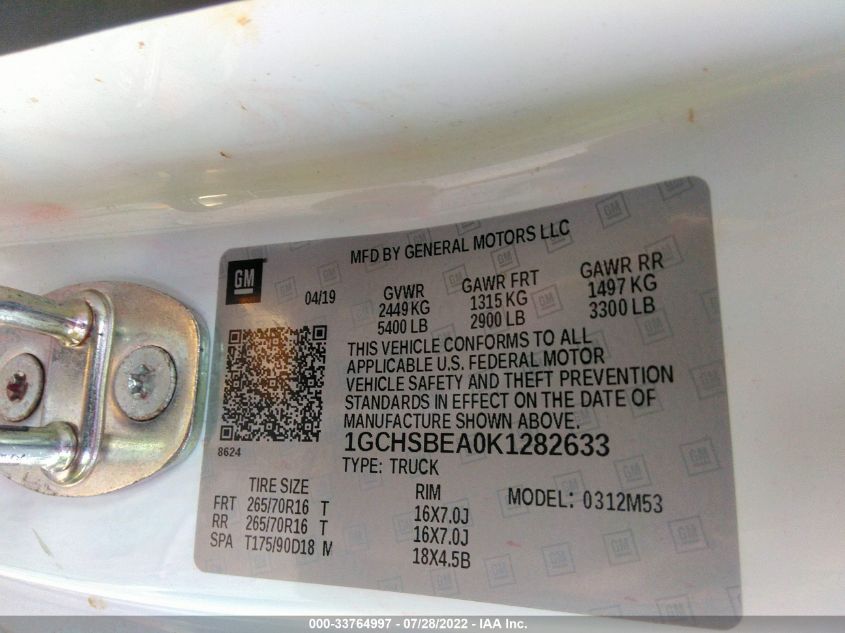 MFD BY GENERAL MOTORS LLC
GM
04/19
GVWR GAWR FRT GAWR RR
2449 KG 1315 KG 1497 KG
5400 LB 2900 LB 3300 LB
THIS VEHICLE CONFORMS TO ALL
APPLICABLE U.S. FEDERAL MOTOR
VEHICLE SAFETY AND THEFT PREVENTION
STANDARDS IN EFFECT ON THE DATE OF
MANUFACTURE SHOWN ABOVE.
8624
1GCHSBEA0K1282633
TYPE: TRUCK
TIRE SIZE RIM MODEL: 0312M53
FRT 265/70R16 T 16X7.0J
RR 265/70R16 T 16X7.0J
SPA T175/90D18 M 18X4.5B
000-33764997 - 07/28/2022 - IAA Inc.